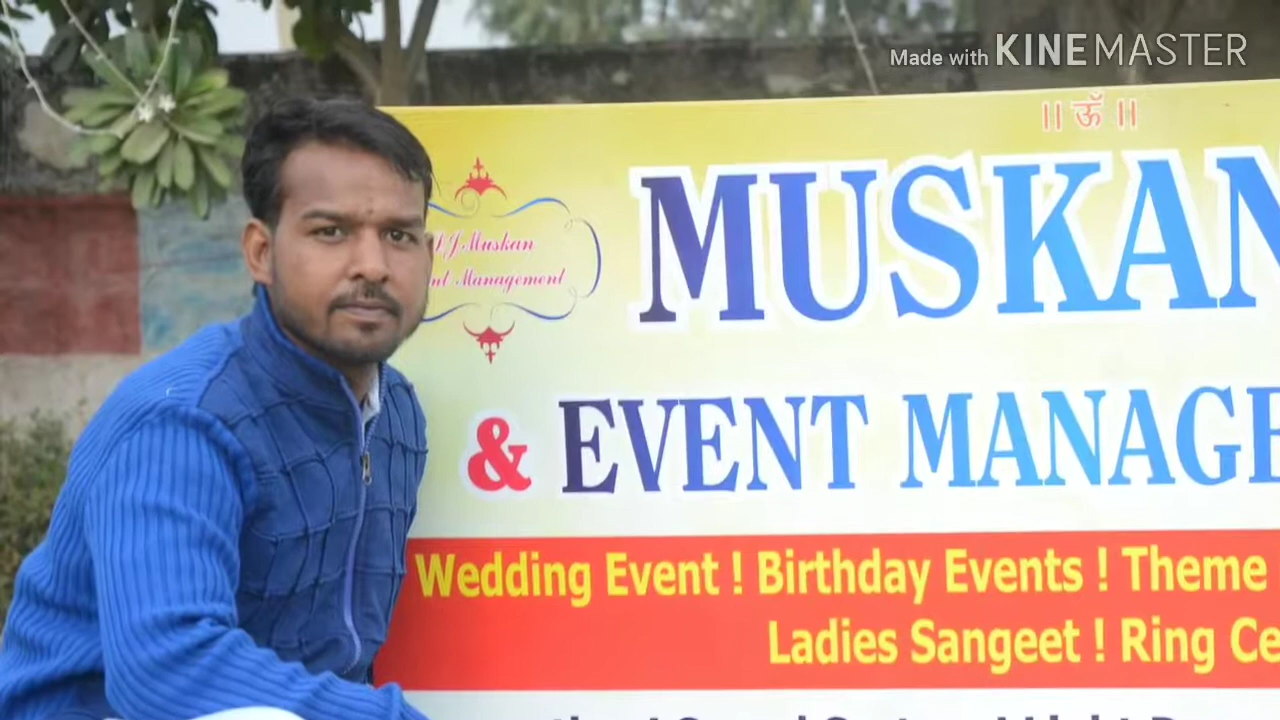 Made with KINEMASTER
|| ॐ ||
MUSKAN
J Muskan
Management
& EVENT MANAGE
Wedding Event ! Birthday Events ! Theme
Ladies Sangeet ! Ring Ce